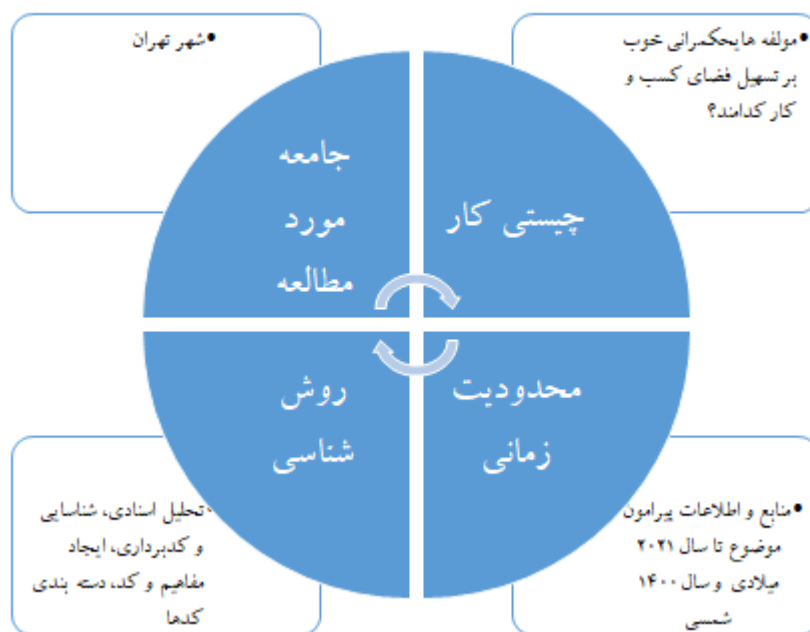 •مولفه هایحکمرانی خوب
بر تسهیل فضای کسب و
کار کدامند؟
چیستی کار
•شهر تهران
جامعه
مورد
مطالعه
محدودیت
زمانی
•منابع و اطلاعات پیرامون
موضوع تا سال ۲۰۲۱
میلادی و سال ۱۴۰۰
شمسی
روش
شناسی
•تحلیل اسنادی، شناسایی
و کدبرداری، ایجاد
مفاهیم و کد، دسته بندی
کدها